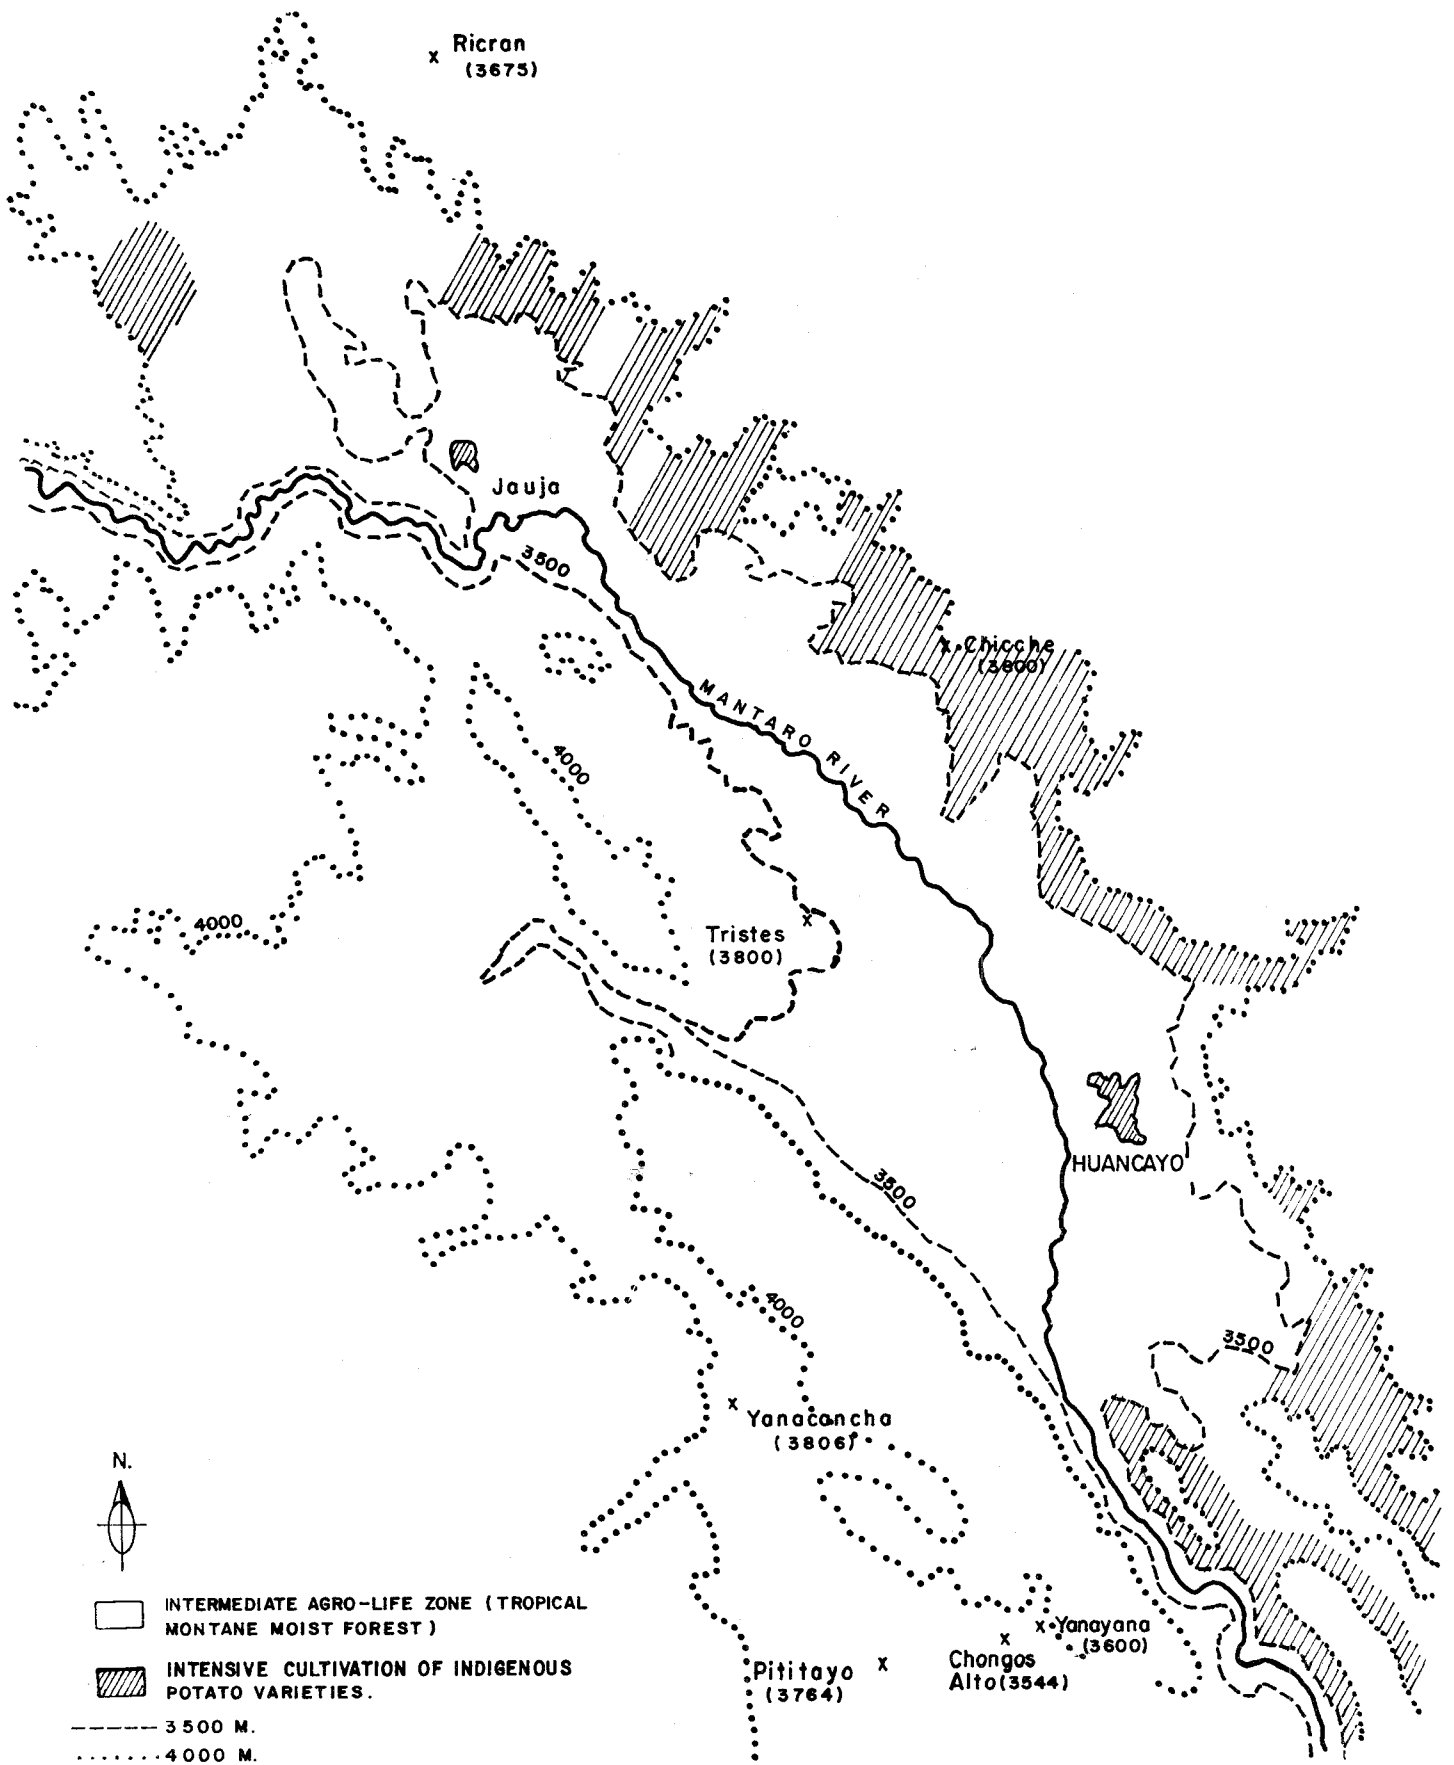 Ricran
(3675)
Jauja
3500
Chicche
(3800)
MANTARO RIVER
4000
4000
Tristes
(3800)
HUANCAYO
3500
4000
3500
Yanacancha
(3806)
N.
INTERMEDIATE AGRO-LIFE ZONE (TROPICAL
MONTANE MOIST FOREST)
Yanayana
(3600)
Chongos
Alto (3544)
Pititayo
(3764)
INTENSIVE CULTIVATION OF INDIGENOUS
POTATO VARIETIES.
3500 M.
4000 M.